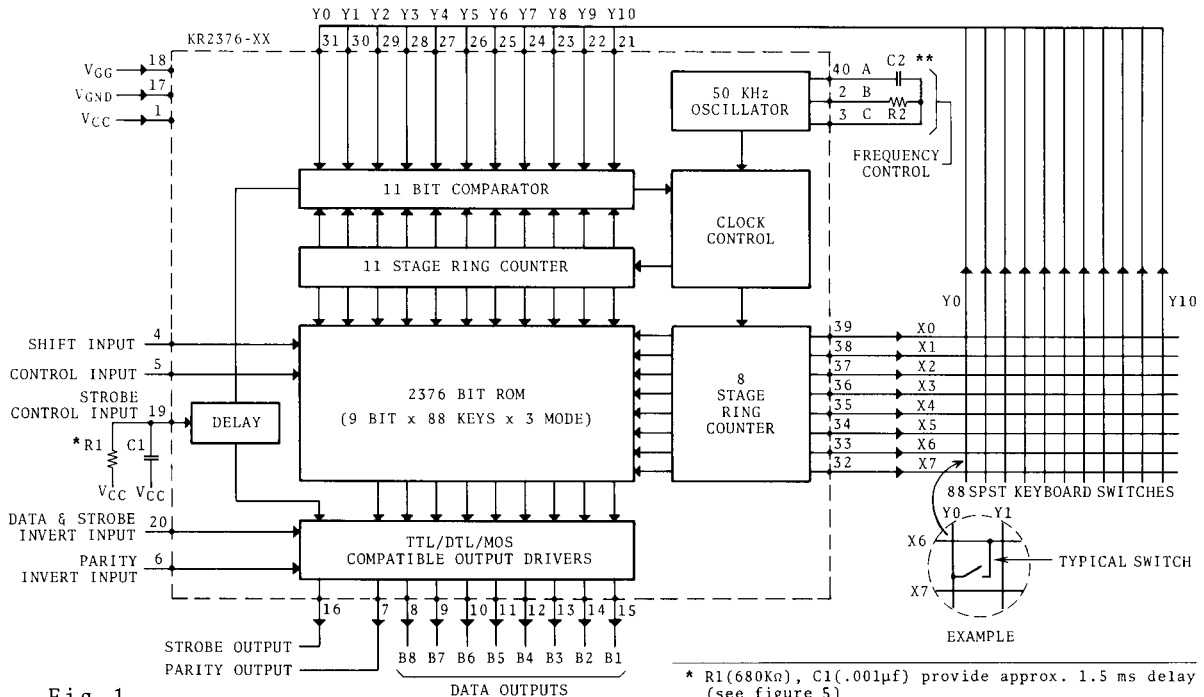 Y0 Y1 Y2 Y3 Y4 Y5 Y6 Y7 Y8 Y9 Y10
KR2376-XX
31 30 29 28 27 26 25 24 23 22 21
VGG 18
VGND 17
VCC 1
50 KHz
OSCILLATOR
40 A C2 **
2 B R2
3 C
FREQUENCY
CONTROL
11 BIT COMPARATOR
CLOCK
CONTROL
11 STAGE RING COUNTER
Y0 Y10
SHIFT INPUT 4
CONTROL INPUT 5
STROBE
CONTROL INPUT 19
DELAY
* R1 C1
VCC VCC
2376 BIT ROM
(9 BIT x 88 KEYS x 3 MODE)
8
STAGE
RING
COUNTER
39 X0
38 X1
37 X2
36 X3
35 X4
34 X5
33 X6
32 X7
88 SPST KEYBOARD SWITCHES
DATA & STROBE
INVERT INPUT 20
PARITY
INVERT INPUT 6
TTL/DTL/MOS
COMPATIBLE OUTPUT DRIVERS
Y0 Y1
X6
X7
TYPICAL SWITCH
EXAMPLE
16 7 8 9 10 11 12 13 14 15
STROBE OUTPUT
PARITY OUTPUT
B8 B7 B6 B5 B4 B3 B2 B1
DATA OUTPUTS
* R1(680KΩ), C1(.001µf) provide approx. 1.5 ms delay
(see figure 5)
Fig. 1